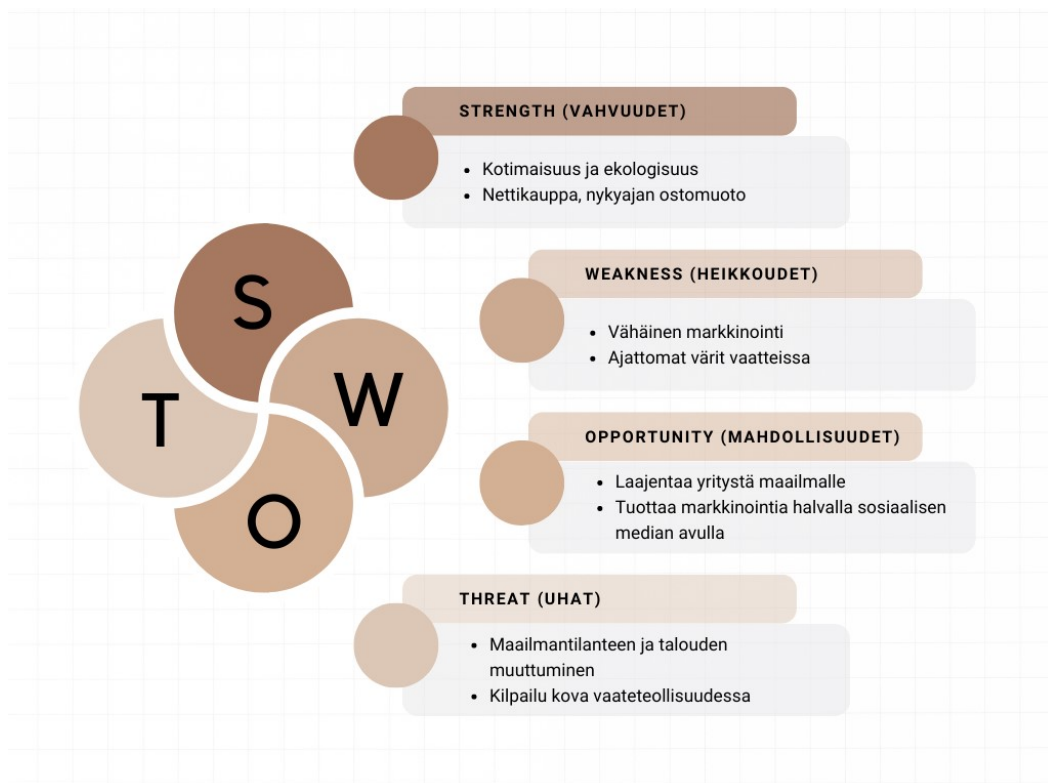 STRENGTH (VAHVUUDET)
• Kotimaisuus ja ekologisuus
• Nettikauppa, nykyajan ostomuoto
S
WEAKNESS (HEIKKOUDET)
• Vähäinen markkinointi
• Ajattomat värit vaatteissa
W
T
OPPORTUNITY (MAHDOLLISUUDET)
• Laajentaa yritystä maailmalle
• Tuottaa markkinointia halvalla sosiaalisen
median avulla
O
THREAT (UHAT)
• Maailmantilanteen ja talouden
muuttuminen
• Kilpailu kova vaateteollisuudessa